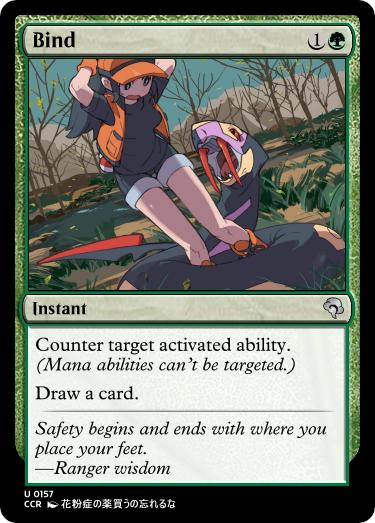 Bind 1
Instant
Counter target activated ability.
(Mana abilities can't be targeted.)
Draw a card.
Safety begins and ends with where you
place your feet.
—Ranger wisdom
U 0157
CCR 花粉症の薬買うの忘れるな